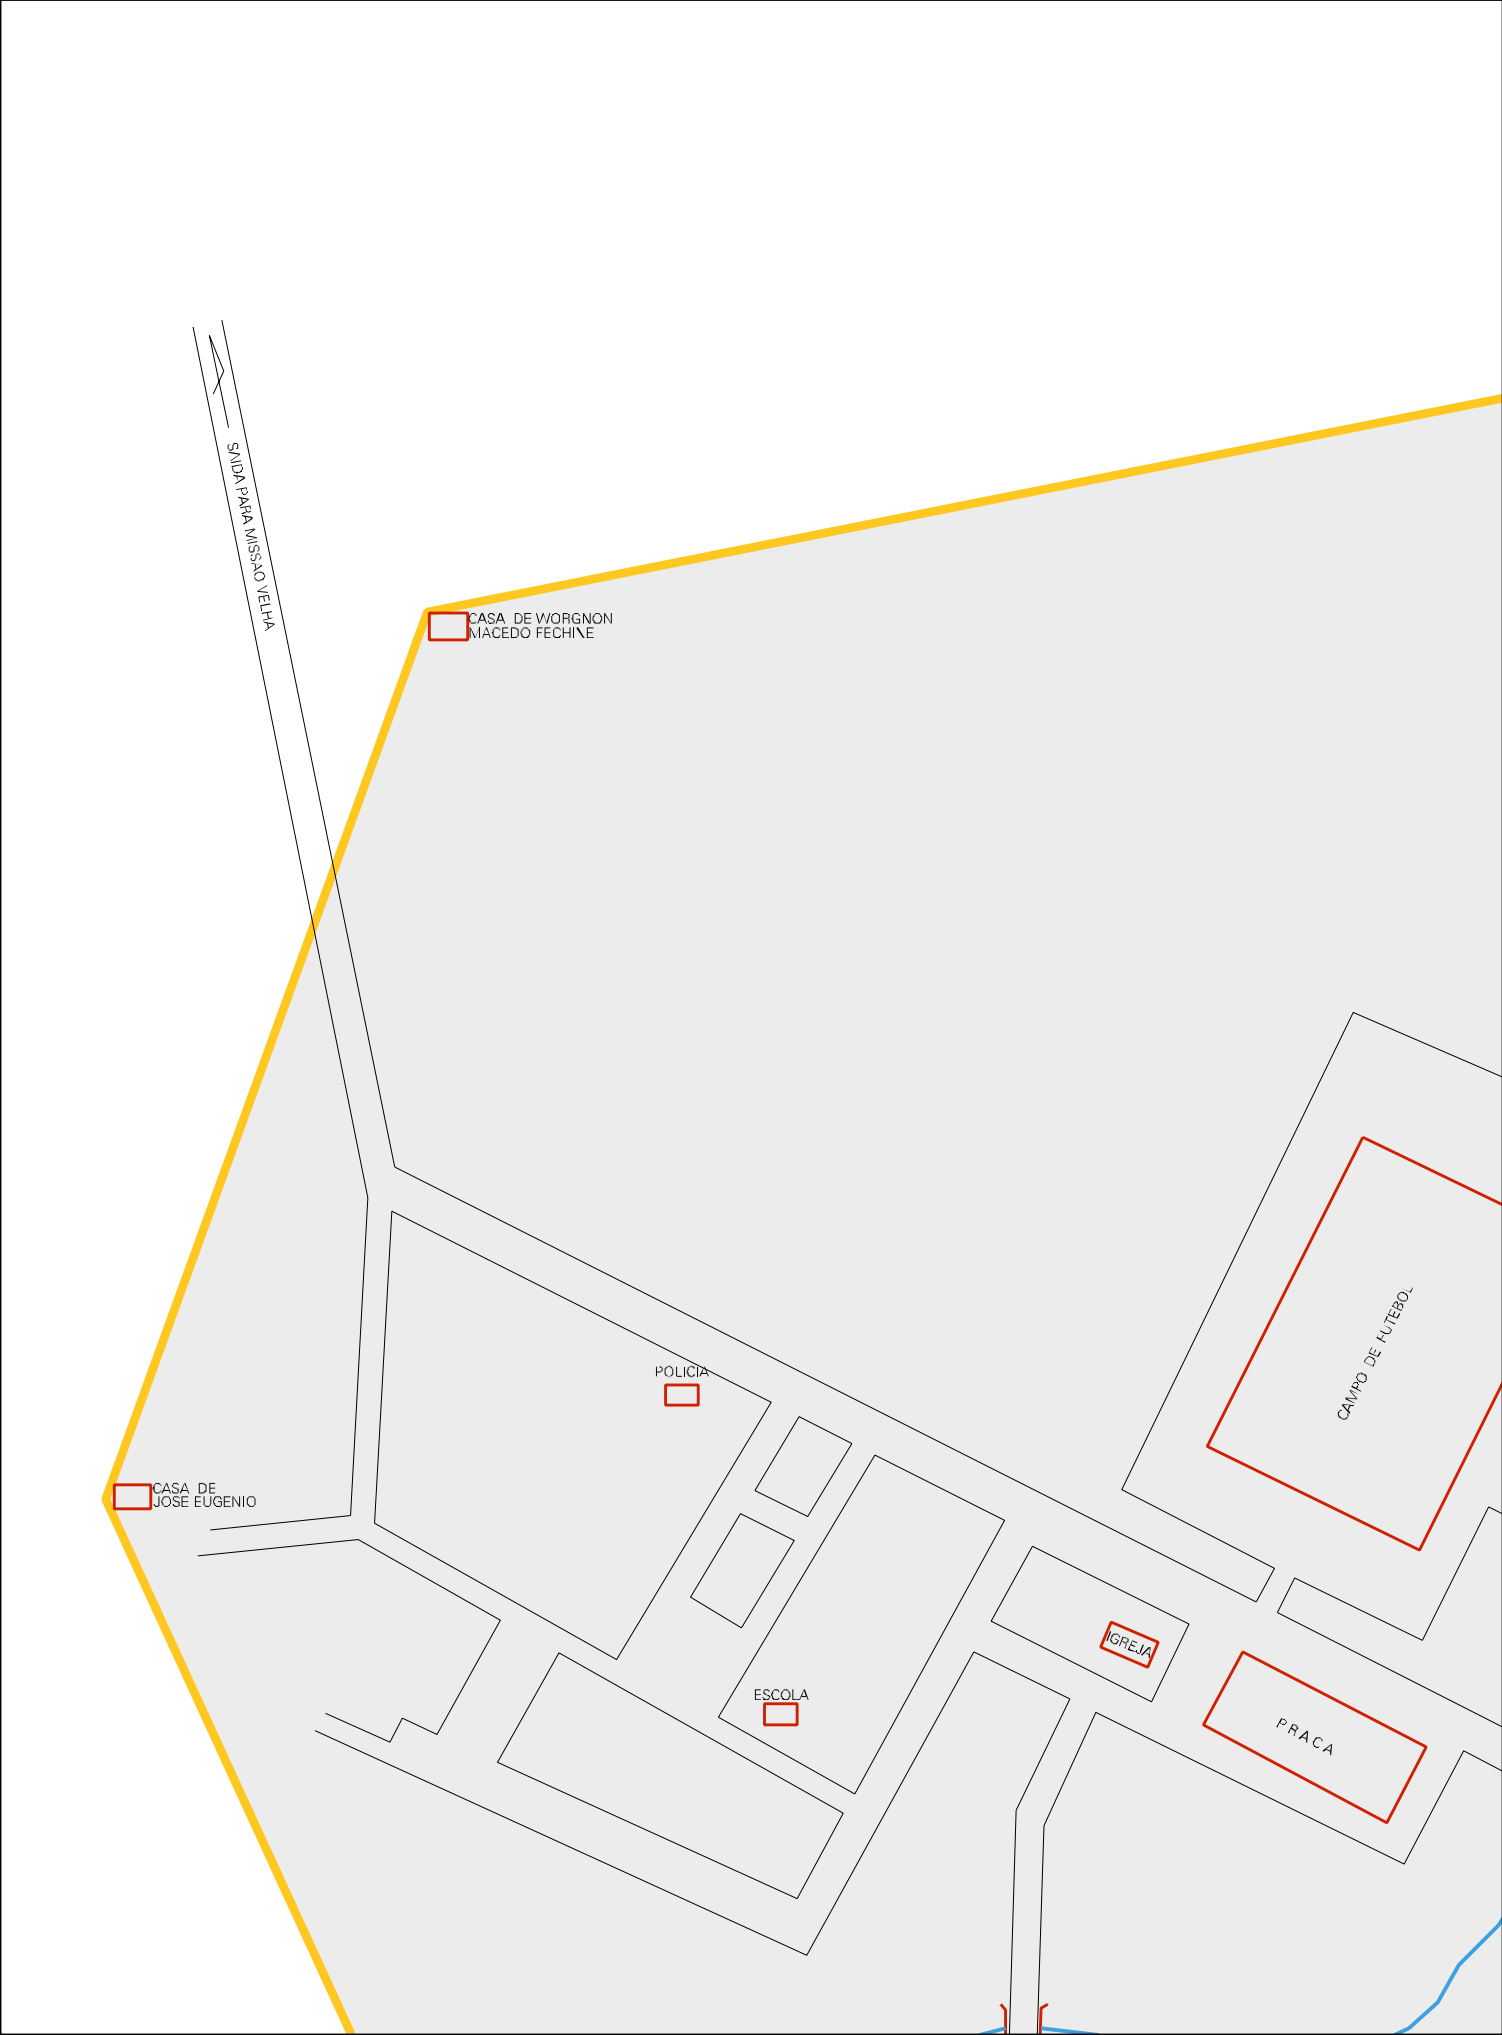 SAIDA PARA MISSAO VELHA
CASA DE WORGNON
MACEDO FECHINE
CAMPO DE FUTEBOL
POLICIA
CASA DE
JOSE EUGENIO
IGREJA
ESCOLA
PRACA